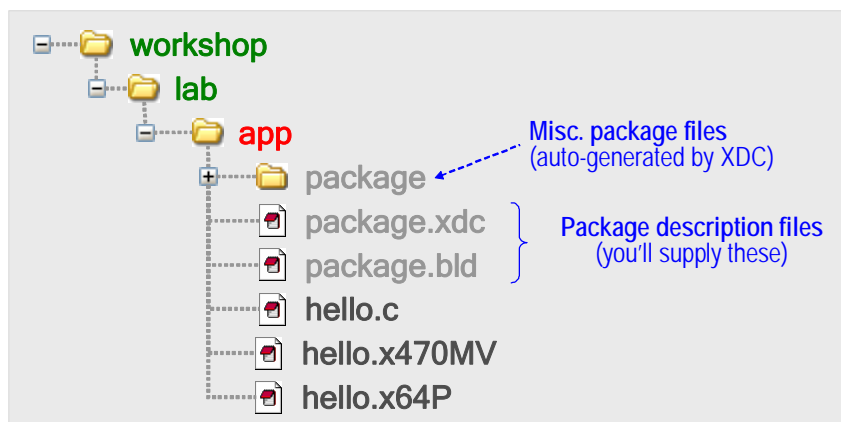 workshop
lab
app
Misc. package files
(auto-generated by XDC)
package
package.xdc
package.bld
Package description files
(you'll supply these)
hello.c
hello.x470MV
hello.x64P